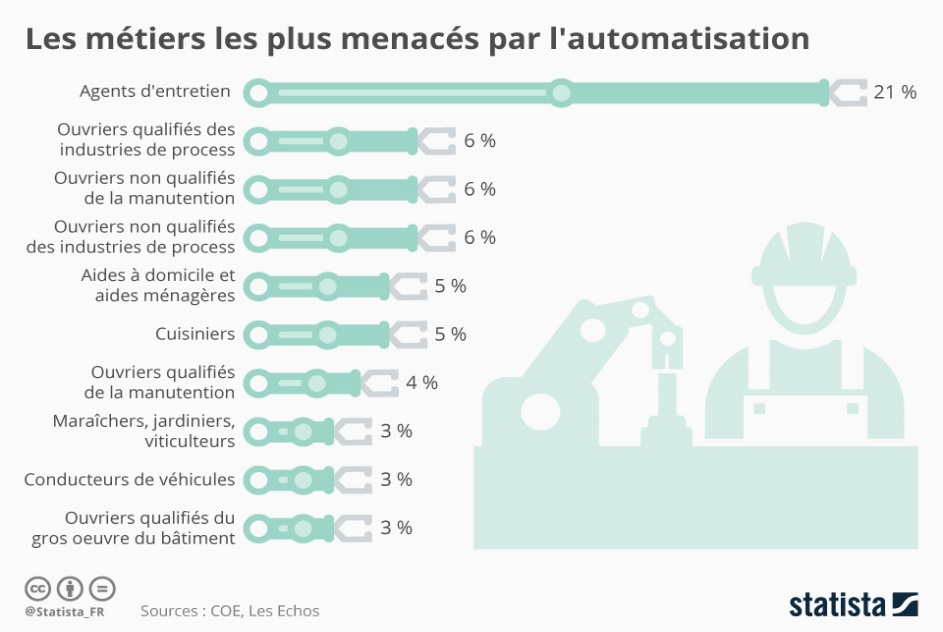 Les métiers les plus menacés par l'automatisation
Agents d'entretien
21 %
Ouvriers qualifiés des
industries de process
6 %
Ouvriers non qualifiés
de la manutention
6 %
Ouvriers non qualifiés
des industries de process
6 %
Aides à domicile et
aides ménagères
5 %
Cuisiniers
5 %
Ouvriers qualifiés
de la manutention
4 %
Maraîchers, jardiniers,
viticulteurs
3 %
Conducteurs de véhicules
3 %
Ouvriers qualifiés du
gros oeuvre du bâtiment
3 %
cc
@Statista_FR
Sources : COE, Les Echos
statista